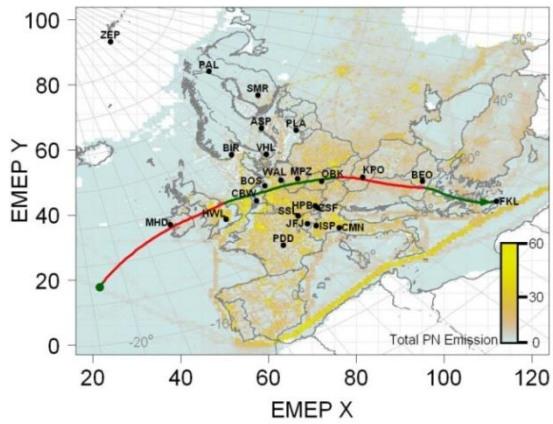 100
80
60
40
20
0
EMEP Y
ZEP
PAL
SMR
ASP
PLA
BIR
VHL
WAL
MPZ
OBK
KPO
BEO
BOS
CBW
HWL
MHD
HPB
CSF
SSL
JFJ
ISP
CMN
PDD
FKL
50°
40°
-20°
60
30
0
Total PN Emission
20
40
60
80
100
120
EMEP X